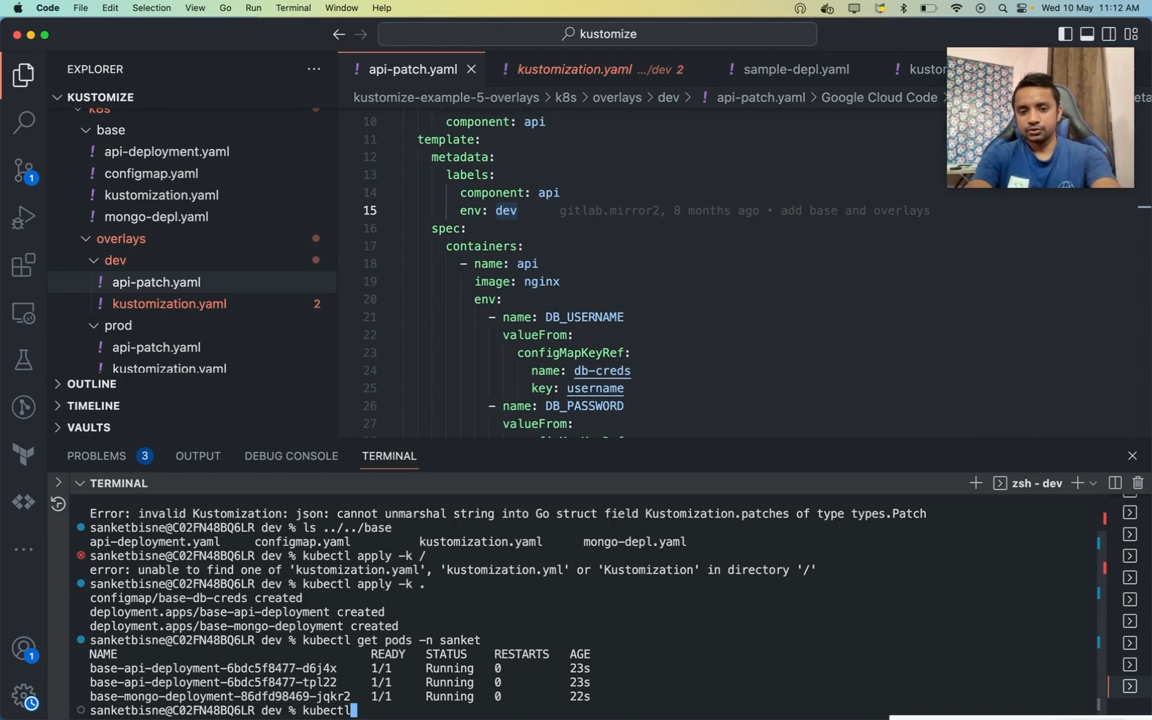 Code File Edit Selection View Go Run Terminal Window Help Wed 10 May 11:12 AM
kustomize
EXPLORER
KUSTOMIZE
k8s
base
api-deployment.yaml
configmap.yaml
kustomization.yaml
mongo-depl.yaml
overlays
dev
api-patch.yaml
kustomization.yaml 2
prod
api-patch.yaml
kustomization.yaml
OUTLINE
TIMELINE
VAULTS
1
1
api-patch.yaml kustomization.yaml .../dev 2 sample-depl.yaml
kustomize-example-5-overlays > k8s > overlays > dev > api-patch.yaml > Google Cloud Code
10 component: api
11 template:
12 metadata:
13 labels:
14 component: api
15 env: dev gitlab.mirror2, 8 months ago • add base and overlays
16 spec:
17 containers:
18 - name: api
19 image: nginx
20 env:
21 - name: DB_USERNAME
22 valueFrom:
23 configMapKeyRef:
24 name: db-creds
25 key: username
26 - name: DB_PASSWORD
27 valueFrom:
PROBLEMS 3 OUTPUT DEBUG CONSOLE TERMINAL
TERMINAL zsh - dev
Error: invalid Kustomization: json: cannot unmarshal string into Go struct field Kustomization.patches of type types.Patch
sanketbisne@C02FN48BQ6LR dev % ls ../../base
api-deployment.yaml configmap.yaml kustomization.yaml mongo-depl.yaml
sanketbisne@C02FN48BQ6LR dev % kubectl apply -k /
error: unable to find one of 'kustomization.yaml', 'kustomization.yml' or 'Kustomization' in directory '/'
sanketbisne@C02FN48BQ6LR dev % kubectl apply -k .
configmap/base-db-creds created
deployment.apps/base-api-deployment created
deployment.apps/base-mongo-deployment created
sanketbisne@C02FN48BQ6LR dev % kubectl get pods -n sanket
NAME READY STATUS RESTARTS AGE
base-api-deployment-6bdc5f8477-d6j4x 1/1 Running 0 23s
base-api-deployment-6bdc5f8477-tpl22 1/1 Running 0 23s
base-mongo-deployment-86dfd98469-jqkr2 1/1 Running 0 22s
sanketbisne@C02FN48BQ6LR dev % kubectl